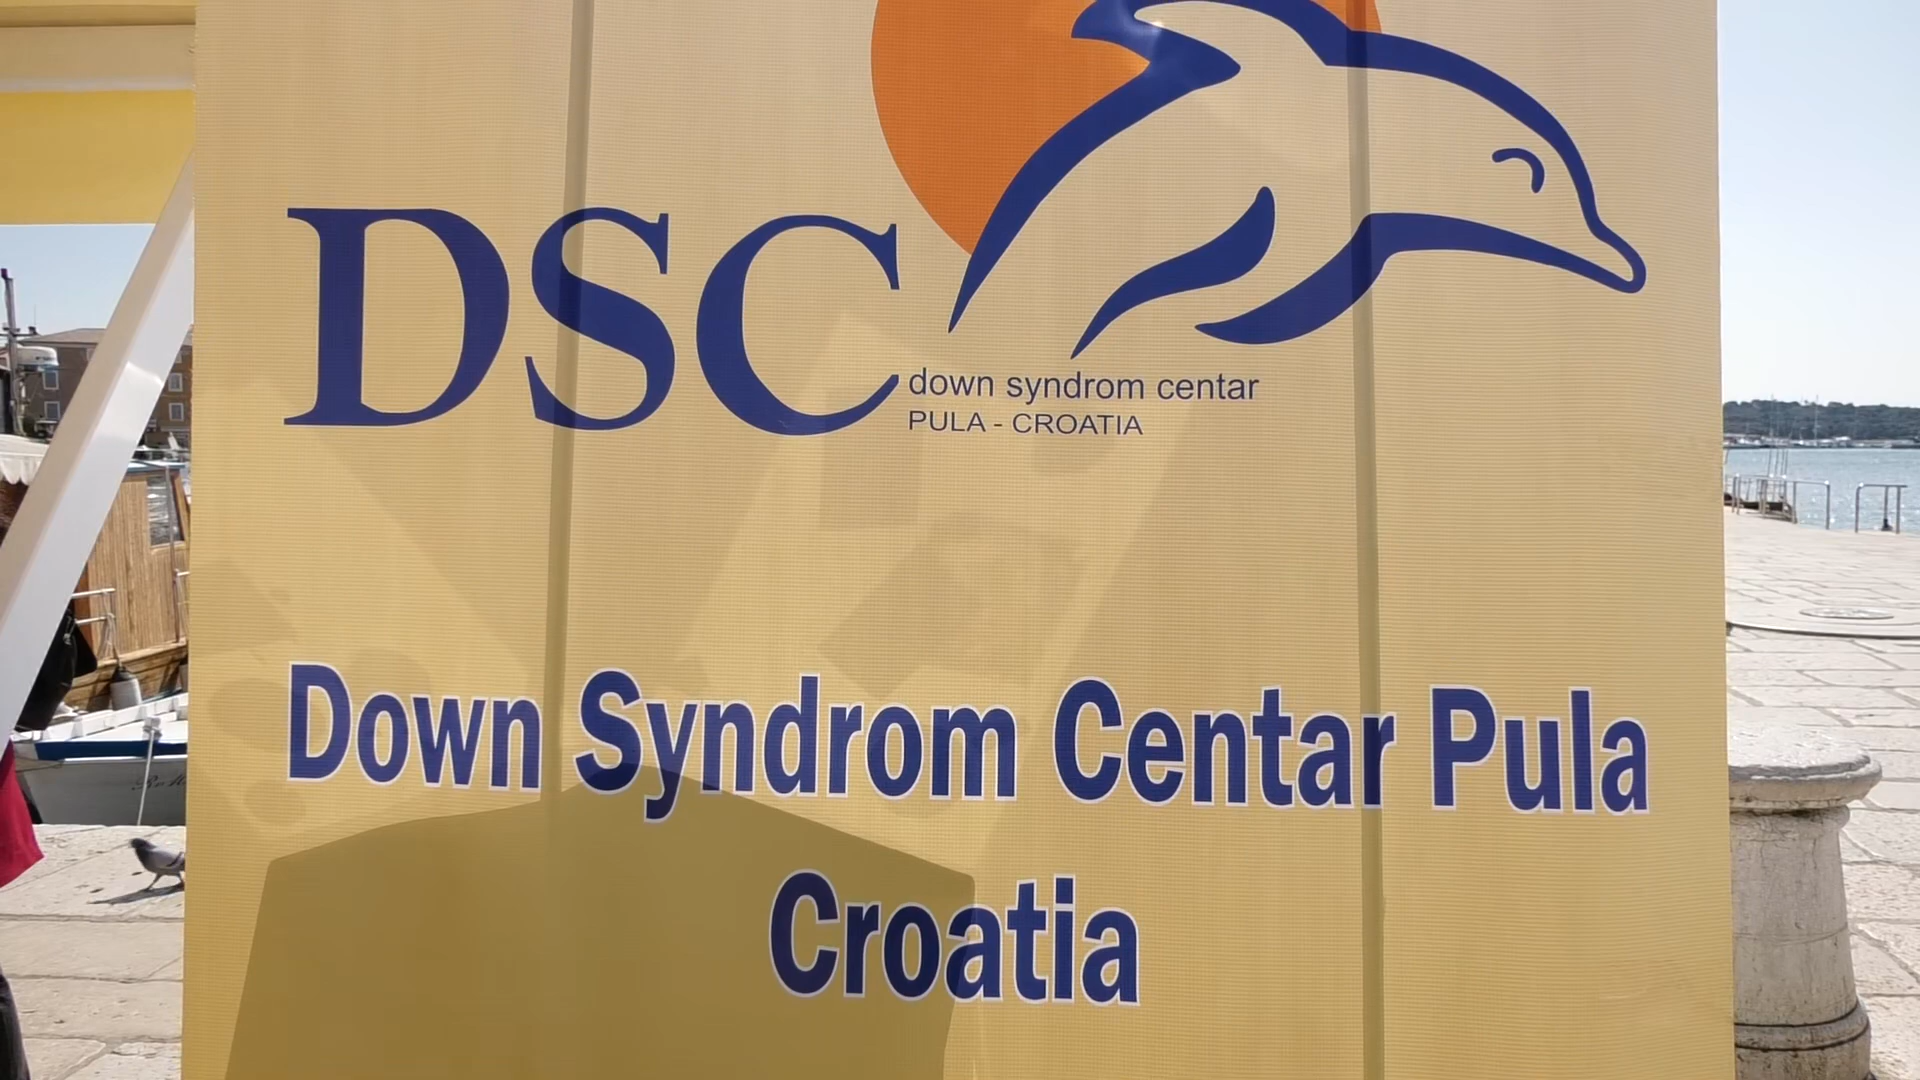 DSC
down syndrom centar
PULA - CROATIA
Down Syndrom Centar Pula
Croatia